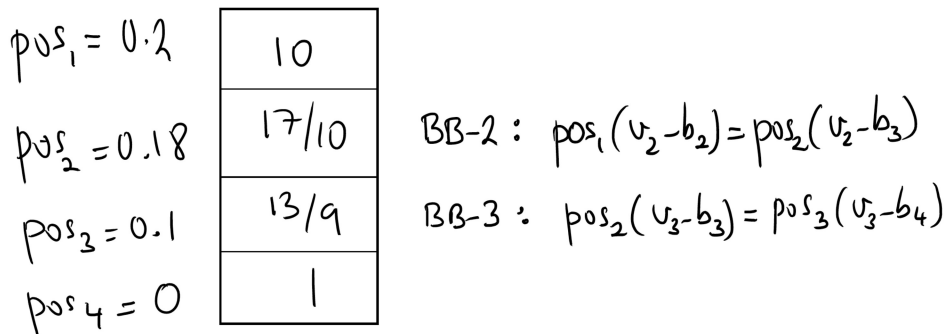 pos₁ = 0.2
10
pos₂ = 0.18
17/10
BB-2 : pos₁(v₂-b₂)=pos₂(v₂-b₃)
pos₃ = 0.1
13/9
BB-3 : pos₂(v₃-b₃) = pos₃(v₃-b₄)
pos₄ = 0
1